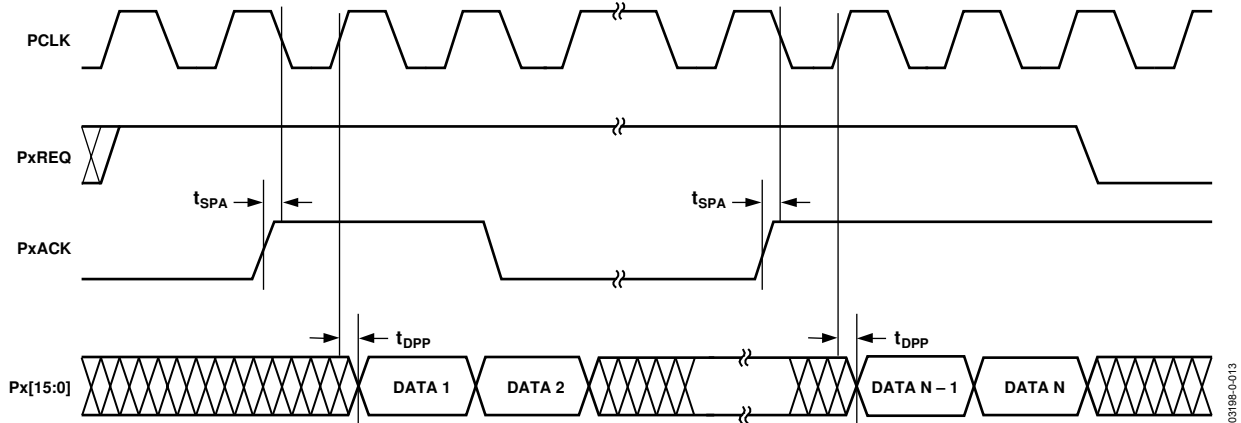 PCLK
PxREQ
tSPA
tSPA
PxACK
tDPP
tDPP
Px[15:0]
DATA 1
DATA 2
DATA N – 1
DATA N
03198-0-013